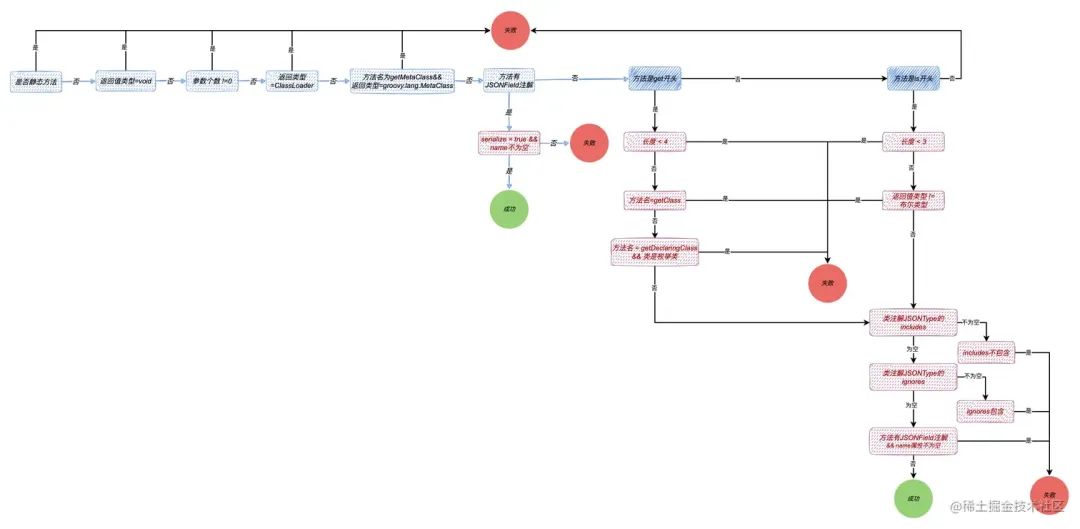 失败
是
是
是
是
是
是否静态方法
否
返回值类型=void
否
参数个数 !=0
否
返回类型
=ClassLoader
否
方法名为getMetaClass&&
返回类型=groovy.lang.MetaClass
否
方法有
JSONField注解
否
方法是get开头
否
方法是is开头
否
是
是
是
serialize = true &&
name不为空
否
失败
长度 < 4
是
是
长度 < 3
是
否
否
成功
方法名=getClass
是
是
返回值类型 !=
布尔类型
否
否
方法名 = getDeclaringClass
&& 类是枚举类
是
否
失败
类注解JSONType的
includes
不为空
为空
includes不包含
是
类注解JSONType的
ignores
不为空
为空
ignores包含
是
方法有JSONField注解
&& name属性不为空
是
否
成功
失败
@稀土掘金技术社区